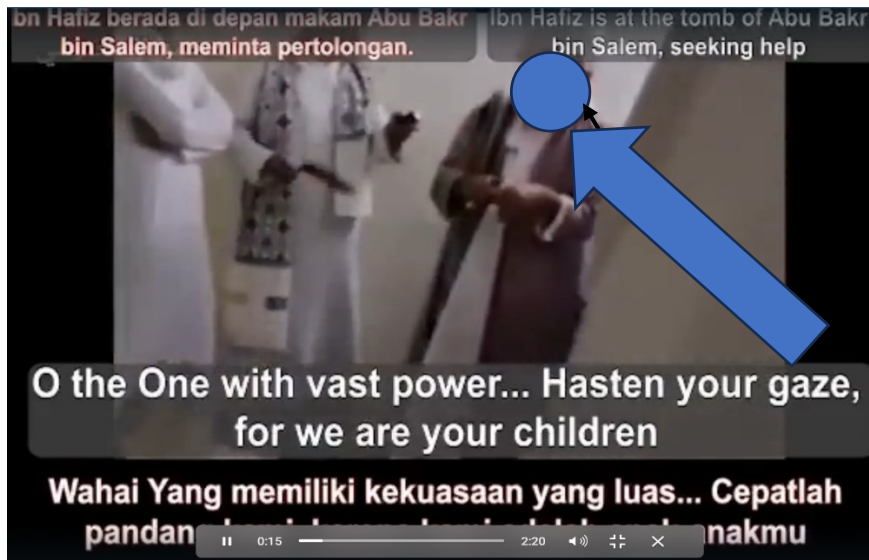 bn Hafiz berada di depan makam Abu Bakr
bin Salem, meminta pertolongan.
Ibn Hafiz is at the tomb of Abu Bakr
bin Salem, seeking help
O the One with vast power... Hasten your gaze,
for we are your children
Wahai Yang memiliki kekuasaan yang luas... Cepatlah
pandan nakmu
0:15 2:20